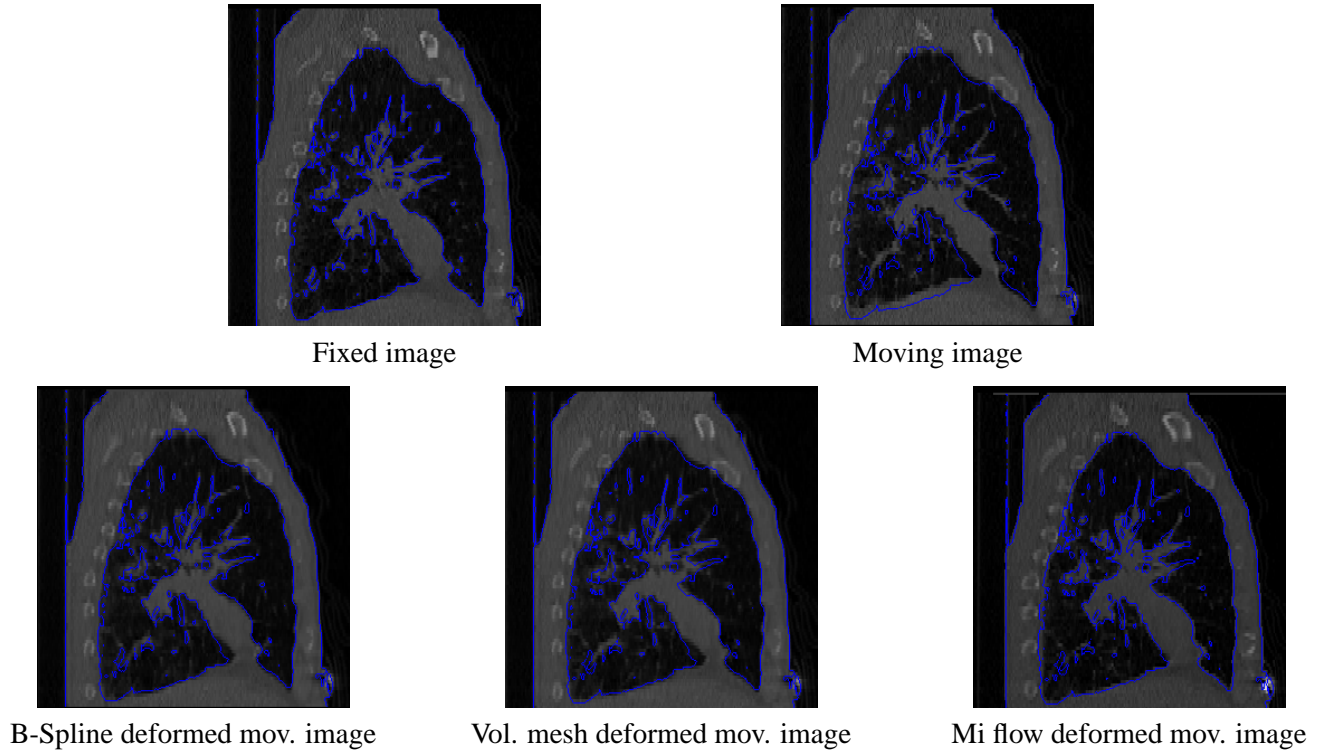 Fixed image
Moving image
B-Spline deformed mov. image
Vol. mesh deformed mov. image
Mi flow deformed mov. image